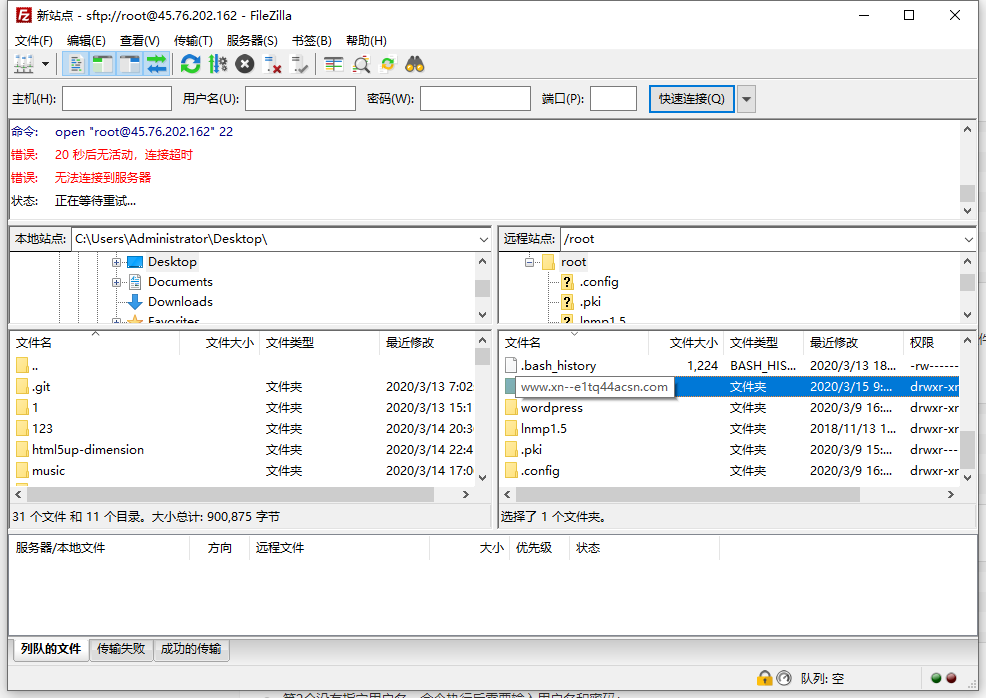 新站点 - sftp://root@45.76.202.162 - FileZilla
文件(F) 编辑(E) 查看(V) 传输(T) 服务器(S) 书签(B) 帮助(H)
主机(H): 用户名(U): 密码(W): 端口(P): 快速连接(Q)
命令: open "root@45.76.202.162" 22
错误: 20 秒后无活动，连接超时
错误: 无法连接到服务器
状态: 正在等待重试...
本地站点: C:\Users\Administrator\Desktop\
Desktop
Documents
Downloads
Favorites
远程站点: /root
root
.config
.pki
lnmp1.5
文件名 文件大小 文件类型 最近修改
..
.git 文件夹 2020/3/13 7:02
1 文件夹 2020/3/13 15:1
123 文件夹 2020/3/14 20:3
html5up-dimension 文件夹 2020/3/14 22:4
music 文件夹 2020/3/14 17:0
31 个文件 和 11 个目录。大小总计: 900,875 字节
文件名 文件大小 文件类型 最近修改 权限
.bash_history 1,224 BASH_HIS... 2020/3/13 18... -rw------
www.xn--e1tq44acsn.com 文件夹 2020/3/15 9:... drwxr-xr
wordpress 文件夹 2020/3/9 16:... drwxr-xr
lnmp1.5 文件夹 2018/11/13 1... drwxr-xr
.pki 文件夹 2020/3/9 15:... drwxr---
.config 文件夹 2020/3/9 16:... drwxr-xr
选择了 1 个文件夹。
服务器/本地文件 方向 远程文件 大小 优先级 状态
列队的文件 传输失败 成功的传输
队列: 空